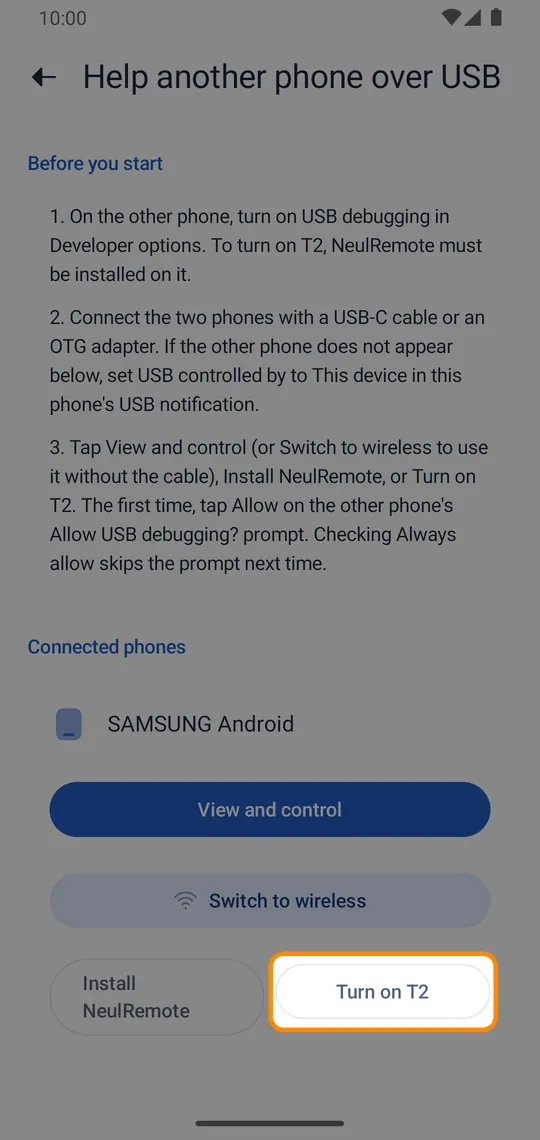 10:00
Help another phone over USB
Before you start
1. On the other phone, turn on USB debugging in
Developer options. To turn on T2, NeulRemote must
be installed on it.
2. Connect the two phones with a USB-C cable or an
OTG adapter. If the other phone does not appear
below, set USB controlled by to This device in this
phone's USB notification.
3. Tap View and control (or Switch to wireless to use
it without the cable), Install NeulRemote, or Turn on
T2. The first time, tap Allow on the other phone's
Allow USB debugging? prompt. Checking Always
allow skips the prompt next time.
Connected phones
SAMSUNG Android
View and control
Switch to wireless
Install
NeulRemote
Turn on T2